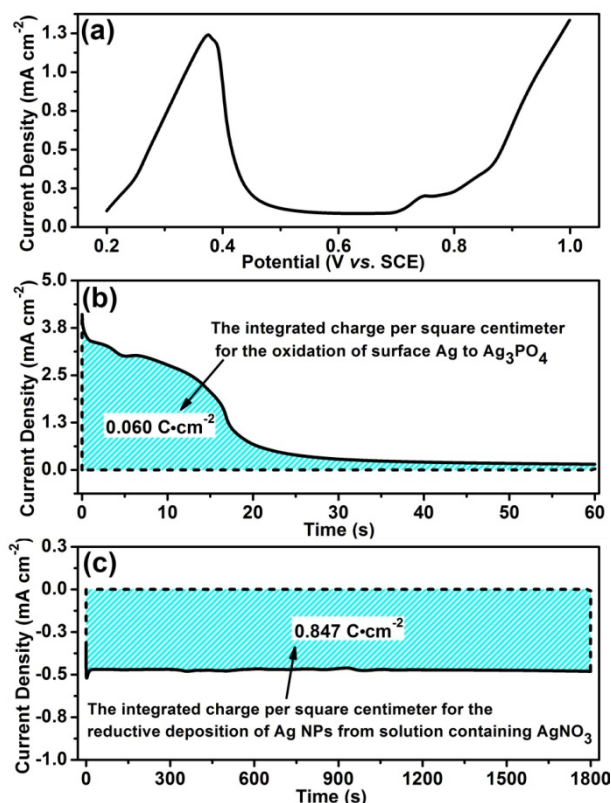 (a)
Current Density (mA cm⁻²)
1.3
1.0
0.8
0.5
0.3
0.0
0.2
0.4
0.6
0.8
1.0
Potential (V vs. SCE)
(b)
Current Density (mA cm⁻²)
5.0
3.8
2.5
1.3
0.0
The integrated charge per square centimeter
for the oxidation of surface Ag to Ag₃PO₄
0.060 C•cm⁻²
0
10
20
30
40
50
60
Time (s)
(c)
Current Density (mA cm⁻²)
0.3
0.0
-0.3
-0.5
-0.8
-1.0
0.847 C•cm⁻²
The integrated charge per square centimeter for the
reductive deposition of Ag NPs from solution containing AgNO₃
0
300
600
900
1200
1500
1800
Time (s)